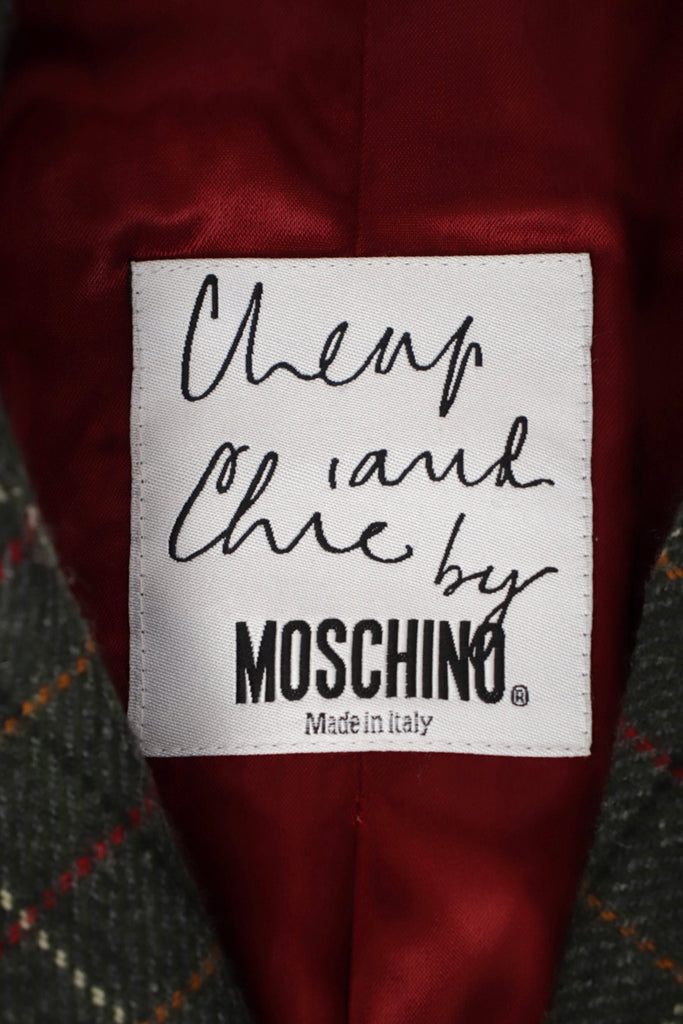 Cheap
and
Chic by
MOSCHINO®
Made in Italy